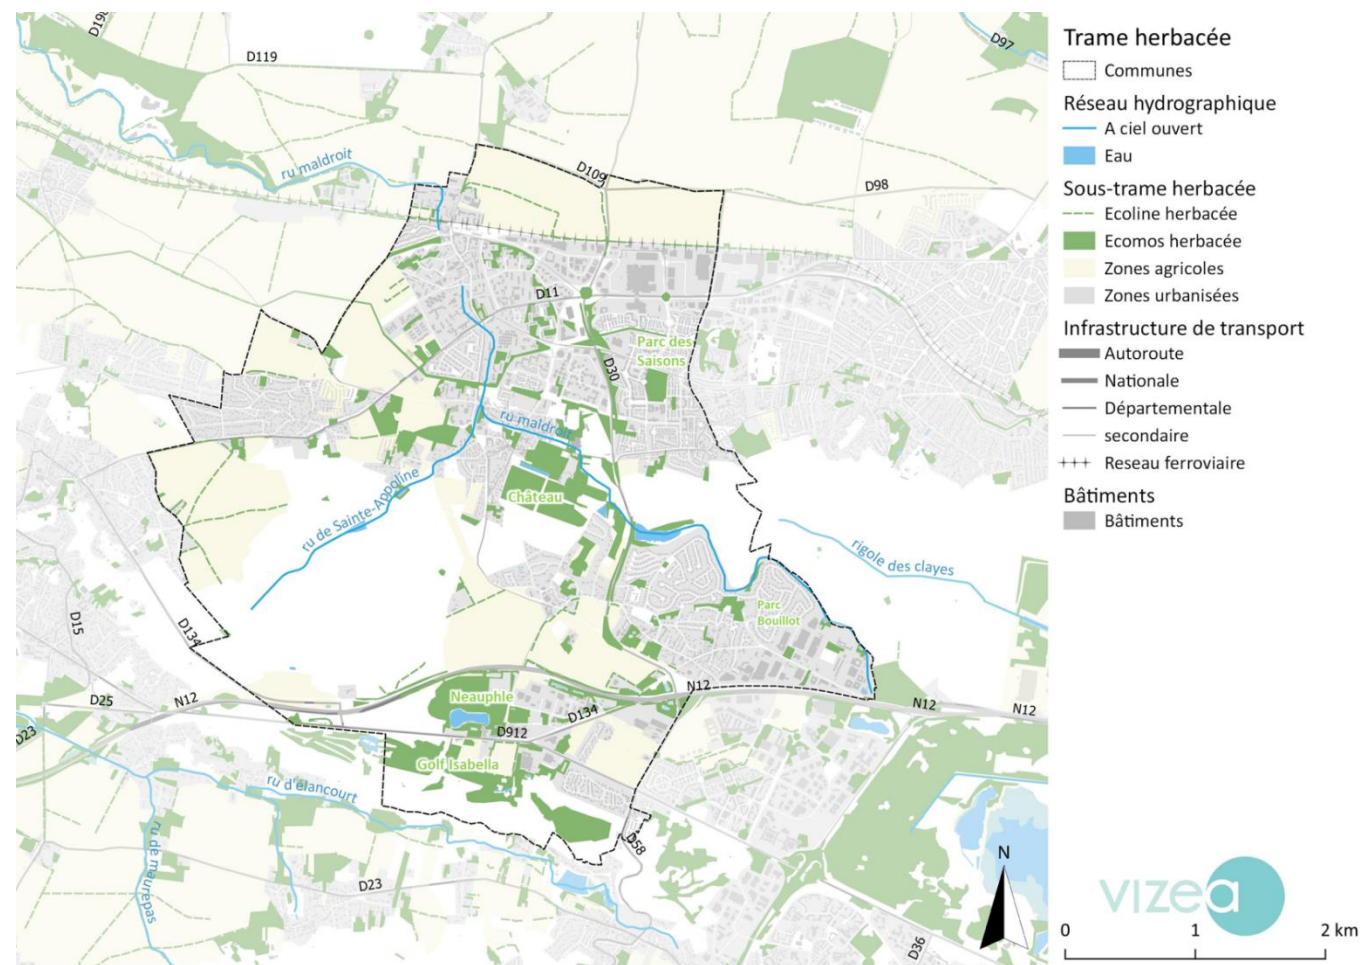 D190
D119
D97
ru maldroit
D109
D98
D11
Parc des
Saisons
D30
ru maldroit
Château
ru de Sainte-Appoline
rigole des clayes
Parc
Bouillot
D15
D134
N12
D25
N12
Neauphle
D134
N12
N12
D23
D912
Golf Isabella
ru d'élancourt
ru de maurepas
D58
D23
N
D36
Trame herbacée
Communes
Réseau hydrographique
A ciel ouvert
Eau
Sous-trame herbacée
Ecoline herbacée
Ecomos herbacée
Zones agricoles
Zones urbanisées
Infrastructure de transport
Autoroute
Nationale
Départementale
secondaire
Reseau ferroviaire
Bâtiments
Bâtiments
vizea
0 1 2 km